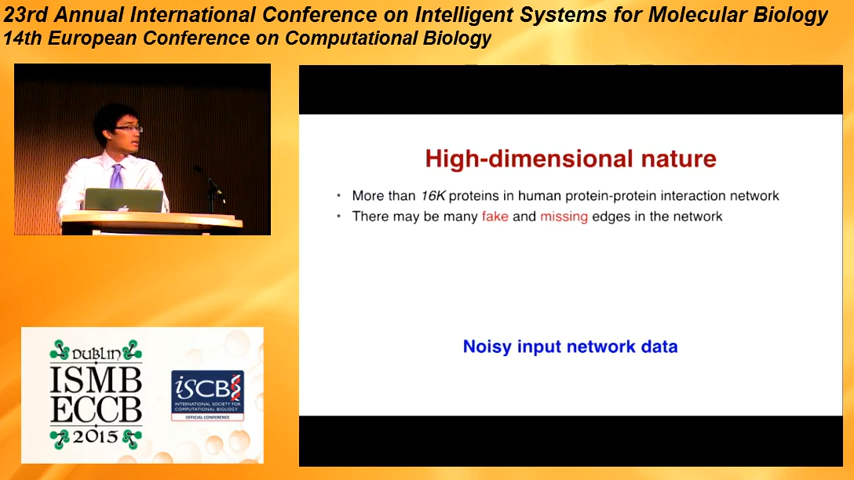 23rd Annual International Conference on Intelligent Systems for Molecular Biology
14th European Conference on Computational Biology
High-dimensional nature
• More than 16K proteins in human protein-protein interaction network
• There may be many fake and missing edges in the network
Noisy input network data
DUBLIN
ISMB
ECCB
2015
iSCB
INTERNATIONAL SOCIETY FOR
COMPUTATIONAL BIOLOGY
OFFICIAL CONFERENCE